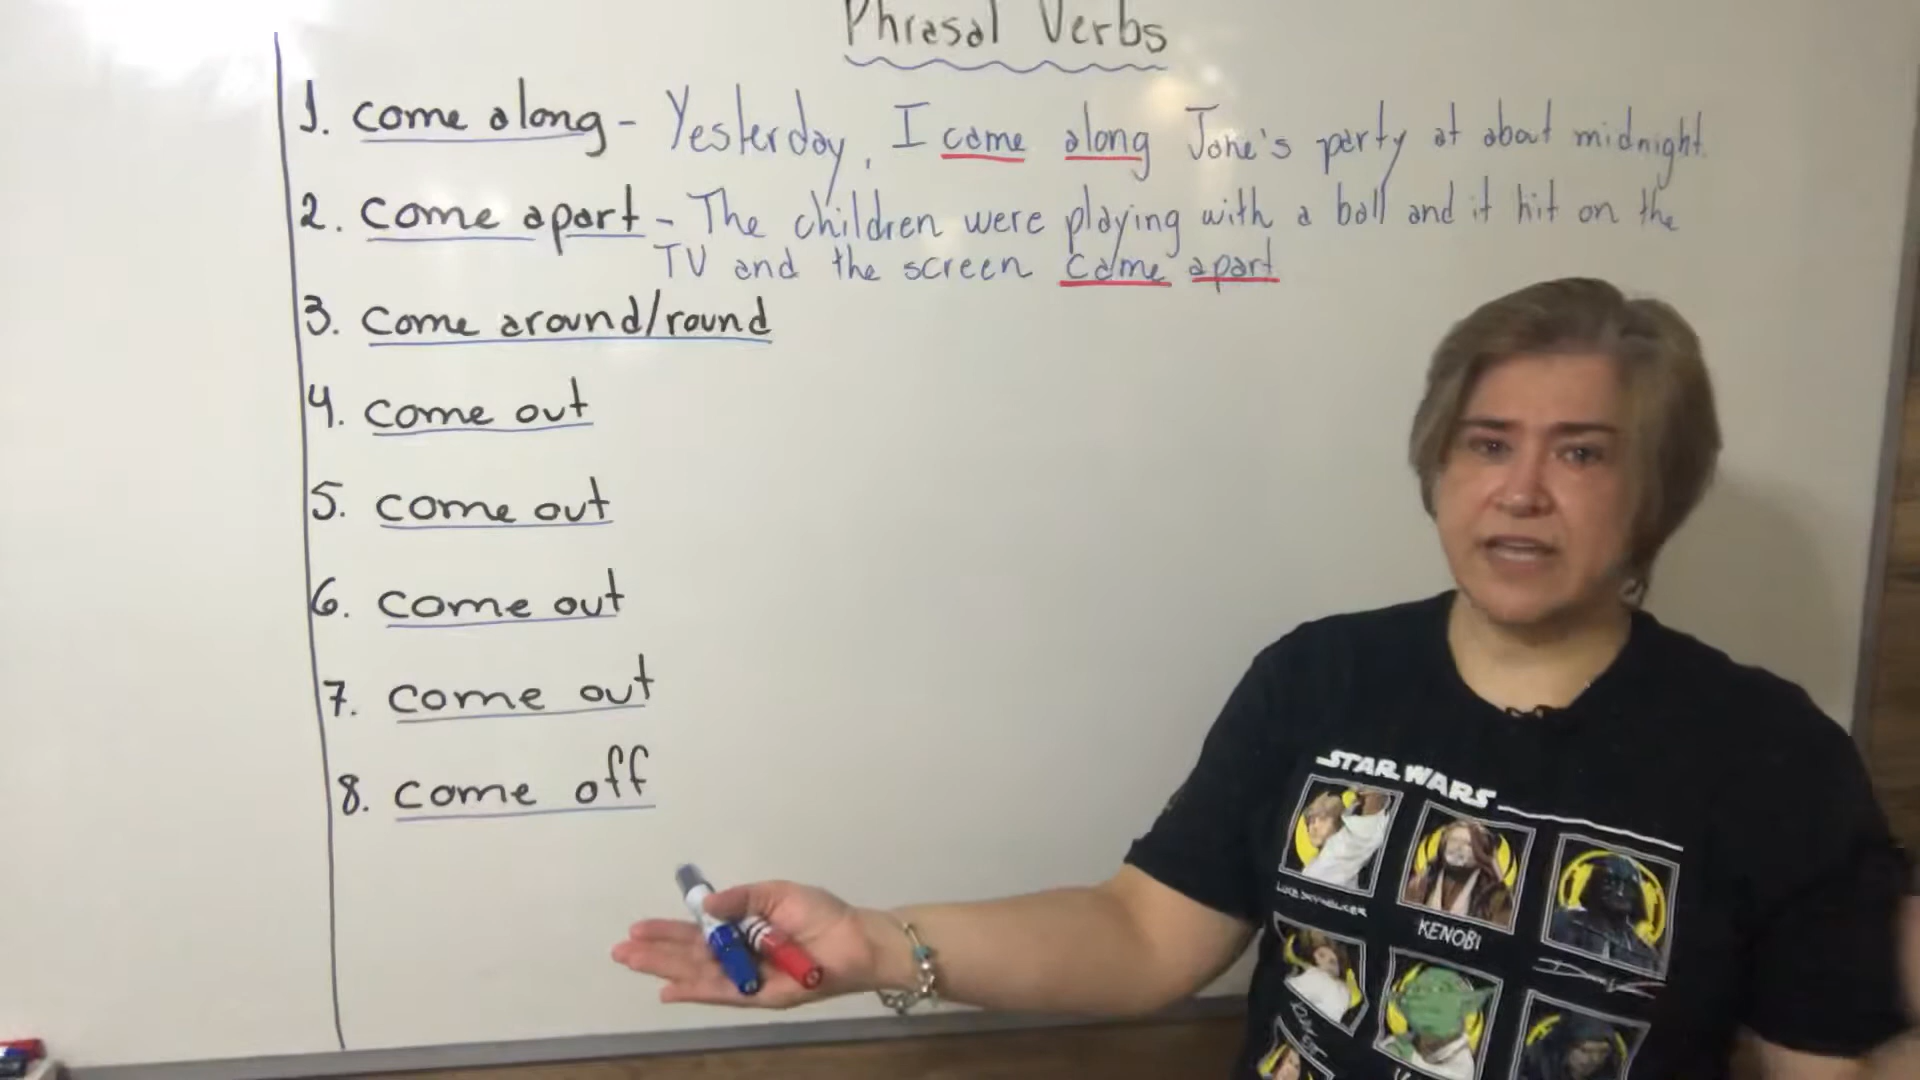 Phrasal Verbs
1. come along - Yesterday, I came along Jane's party at about midnight.
2. come apart - The children were playing with a ball and it hit on the
TV and the screen came apart
3. come around/round
4. come out
5. come out
6. come out
7. come out
8. come off
STAR WARS
LUKE SKYWALKER
KENOBI